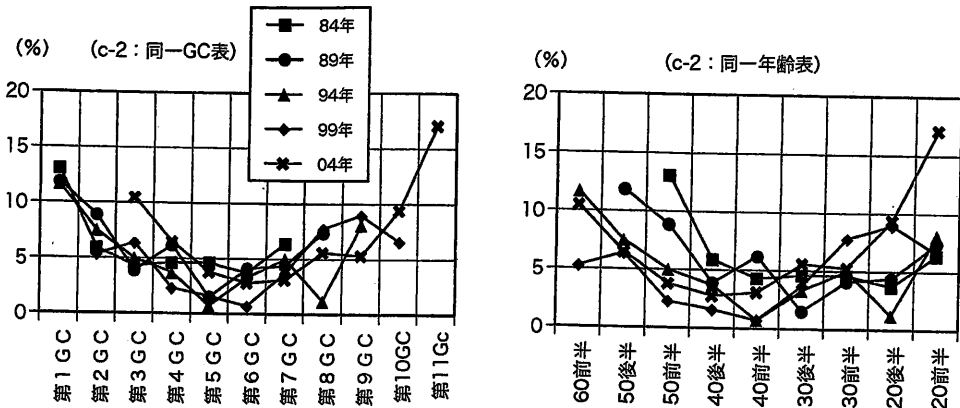 84年
89年
94年
99年
04年
(%)
(c-2:同一GC表)
20
15
10
5
0
第1GC
第2GC
第3GC
第4GC
第5GC
第6GC
第7GC
第8GC
第9GC
第10GC
第11Gc
(%)
(c-2:同一年齢表)
20
15
10
5
0
60前半
50後半
50前半
40後半
40前半
30後半
30前半
20後半
20前半